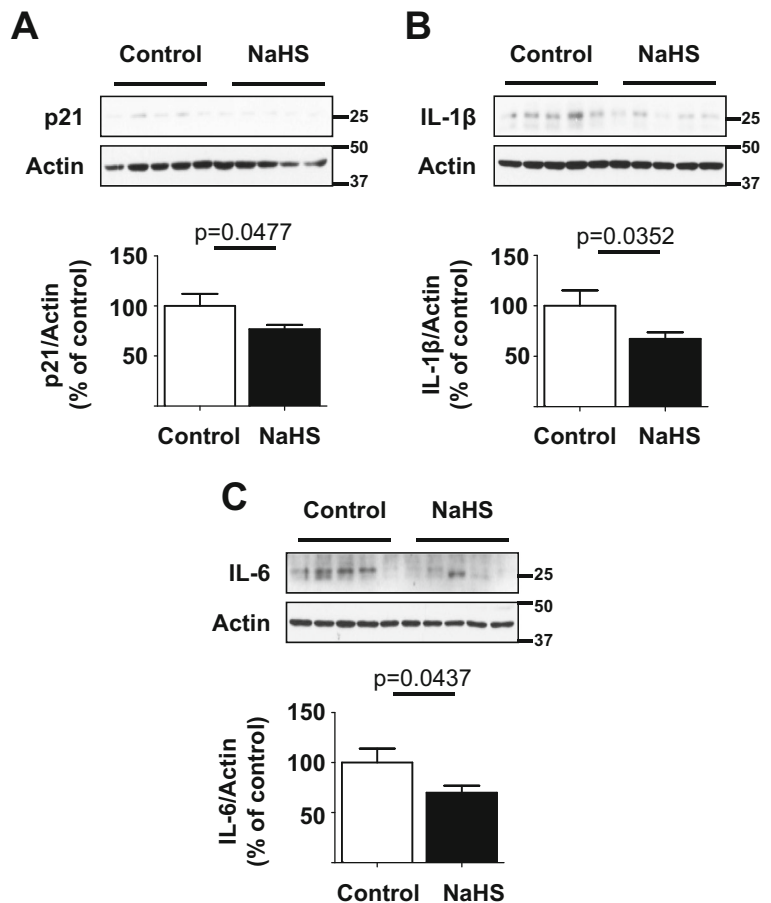 A
Control NaHS
p21
25
Actin
50
37
p=0.0477
150
100
50
p21/Actin
(% of control)
Control NaHS
B
Control NaHS
IL-1β
25
Actin
50
37
p=0.0352
150
100
50
IL-1β/Actin
(% of control)
Control NaHS
C
Control NaHS
IL-6
25
Actin
50
37
p=0.0437
150
100
50
IL-6/Actin
(% of control)
Control NaHS